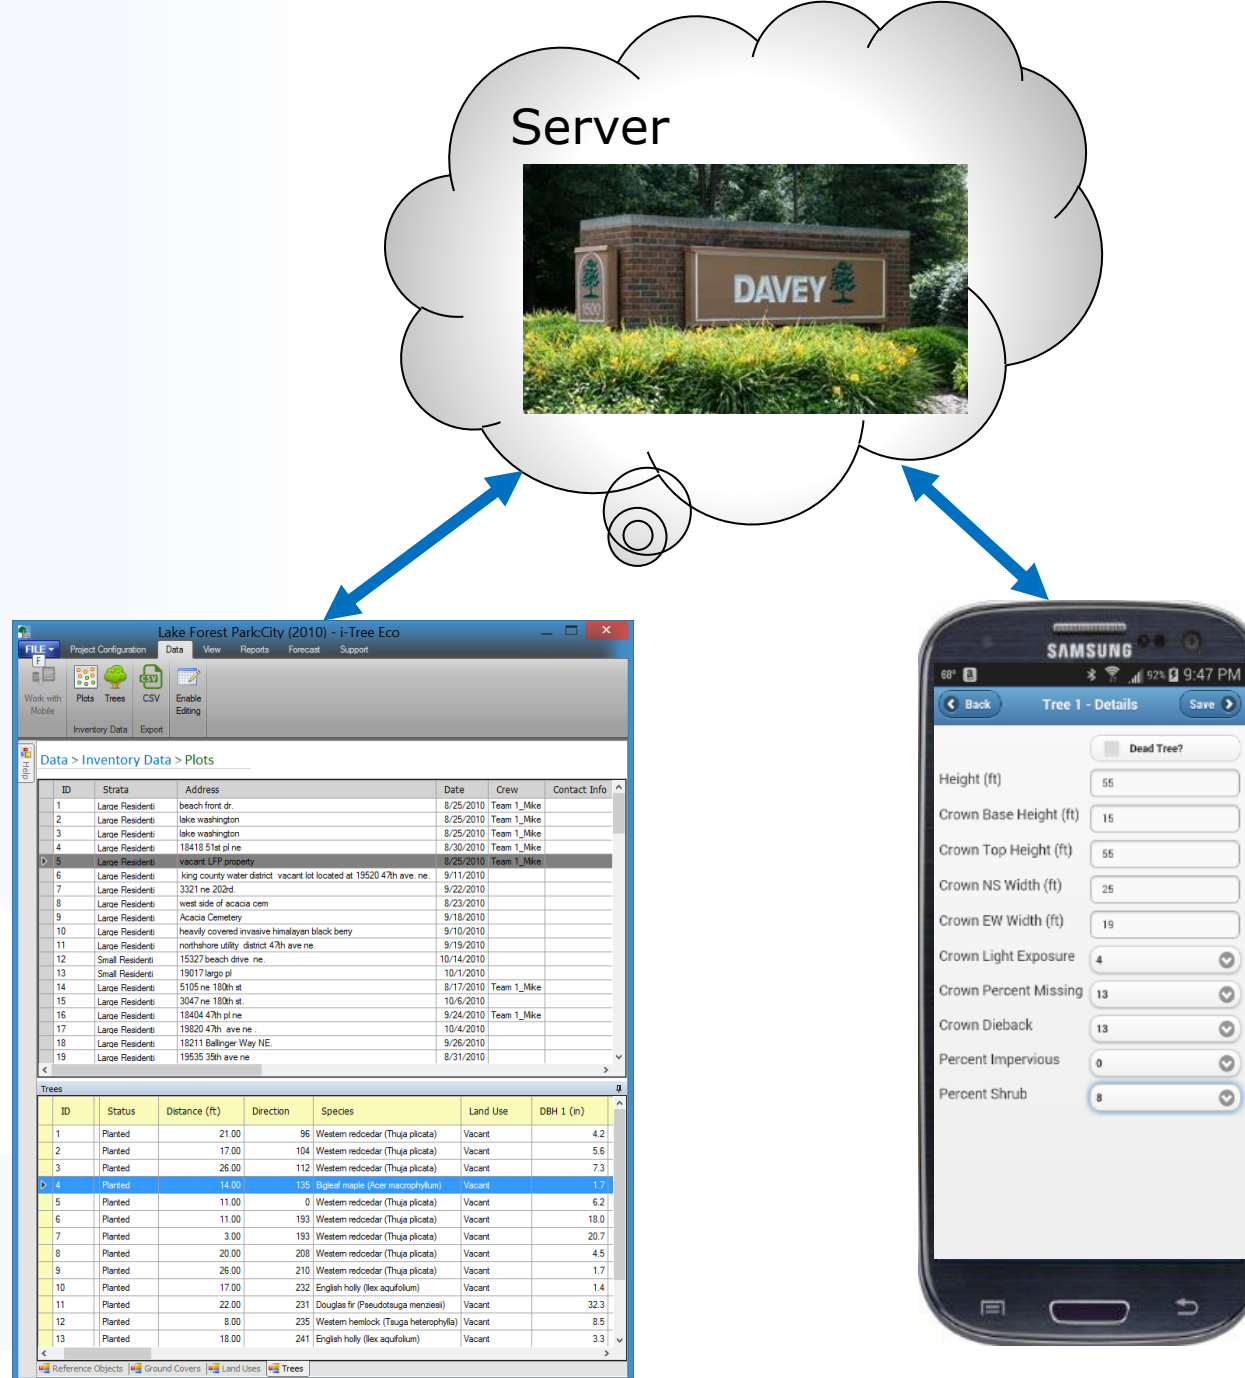 Server
DAVEY
1500
Lake Forest Park:City (2010) - i-Tree Eco
FILE Project Configuration Data View Reports Forecast Support
F
Work with Mobile Plots Trees CSV Enable Editing
Inventory Data Export
Help
Data > Inventory Data > Plots
ID Strata Address Date Crew Contact Info
1 Large Residenti beach front dr. 8/25/2010 Team 1_Mike
2 Large Residenti lake washington 8/25/2010 Team 1_Mike
3 Large Residenti lake washington 8/25/2010 Team 1_Mike
4 Large Residenti 18418 51st pl ne 8/30/2010 Team 1_Mike
5 Large Residenti vacant LFP property 8/25/2010 Team 1_Mike
6 Large Residenti king county water district vacant lot located at 19520 47th ave. ne. 9/11/2010
7 Large Residenti 3321 ne 202rd. 9/22/2010
8 Large Residenti west side of acacia cem 8/23/2010
9 Large Residenti Acacia Cemetery 9/18/2010
10 Large Residenti heavily covered invasive himalayan black berry 9/10/2010
11 Large Residenti northshore utility district 47th ave ne. 9/19/2010
12 Small Residenti 15327 beach drive ne. 10/14/2010
13 Small Residenti 19017 largo pl 10/1/2010
14 Large Residenti 5105 ne 180th st 8/17/2010 Team 1_Mike
15 Large Residenti 3047 ne 180th st. 10/6/2010
16 Large Residenti 18404 47th pl ne 9/24/2010 Team 1_Mike
17 Large Residenti 19820 47th ave ne . 10/4/2010
18 Large Residenti 18211 Ballinger Way NE. 9/26/2010
19 Large Residenti 19535 35th ave ne 8/31/2010
Trees
ID Status Distance (ft) Direction Species Land Use DBH 1 (in)
1 Planted 21.00 96 Western redcedar (Thuja plicata) Vacant 4.2
2 Planted 17.00 104 Western redcedar (Thuja plicata) Vacant 5.6
3 Planted 26.00 112 Western redcedar (Thuja plicata) Vacant 7.3
4 Planted 14.00 135 Bigleaf maple (Acer macrophyllum) Vacant 1.7
5 Planted 11.00 0 Western redcedar (Thuja plicata) Vacant 6.2
6 Planted 11.00 193 Western redcedar (Thuja plicata) Vacant 18.0
7 Planted 3.00 193 Western redcedar (Thuja plicata) Vacant 20.7
8 Planted 20.00 208 Western redcedar (Thuja plicata) Vacant 4.5
9 Planted 26.00 210 Western redcedar (Thuja plicata) Vacant 1.7
10 Planted 17.00 232 English holly (Ilex aquifolium) Vacant 1.4
11 Planted 22.00 231 Douglas fir (Pseudotsuga menziesii) Vacant 32.3
12 Planted 8.00 235 Western hemlock (Tsuga heterophylla) Vacant 8.5
13 Planted 18.00 241 English holly (Ilex aquifolium) Vacant 3.3
Reference Objects Ground Covers Land Uses Trees
SAMSUNG
68° 92% 9:47 PM
Back Tree 1 - Details Save
Dead Tree?
Height (ft) 55
Crown Base Height (ft) 15
Crown Top Height (ft) 55
Crown NS Width (ft) 25
Crown EW Width (ft) 19
Crown Light Exposure 4
Crown Percent Missing 13
Crown Dieback 13
Percent Impervious 0
Percent Shrub 8